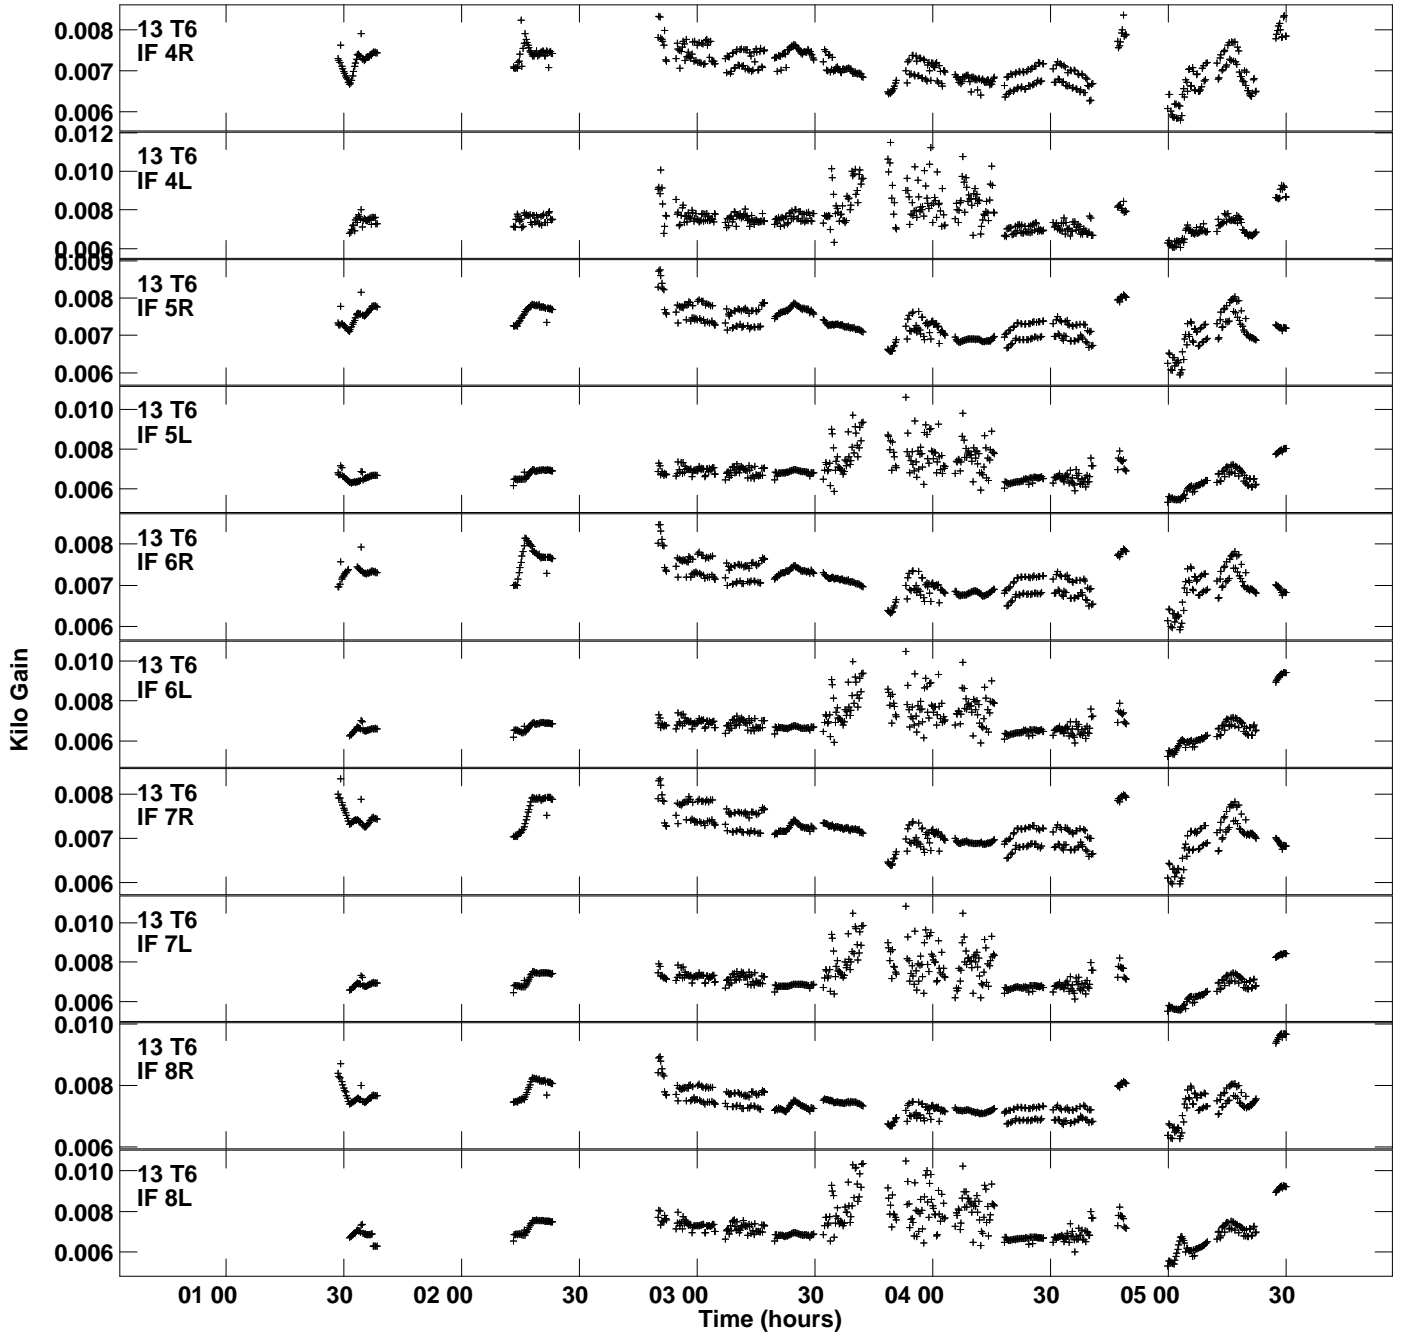 Kilo Gain
0.008
0.007
0.006
13 T6
IF 4R
0.012
0.010
0.008
0.006
13 T6
IF 4L
0.009
0.008
0.007
0.006
13 T6
IF 5R
0.010
0.008
0.006
13 T6
IF 5L
0.008
0.007
0.006
13 T6
IF 6R
0.010
0.008
0.006
13 T6
IF 6L
0.008
0.007
0.006
13 T6
IF 7R
0.010
0.008
0.006
13 T6
IF 7L
0.010
0.008
0.006
13 T6
IF 8R
0.010
0.008
0.006
13 T6
IF 8L
01 00 30 02 00 30 03 00 30 04 00 30 05 00 30
Time (hours)